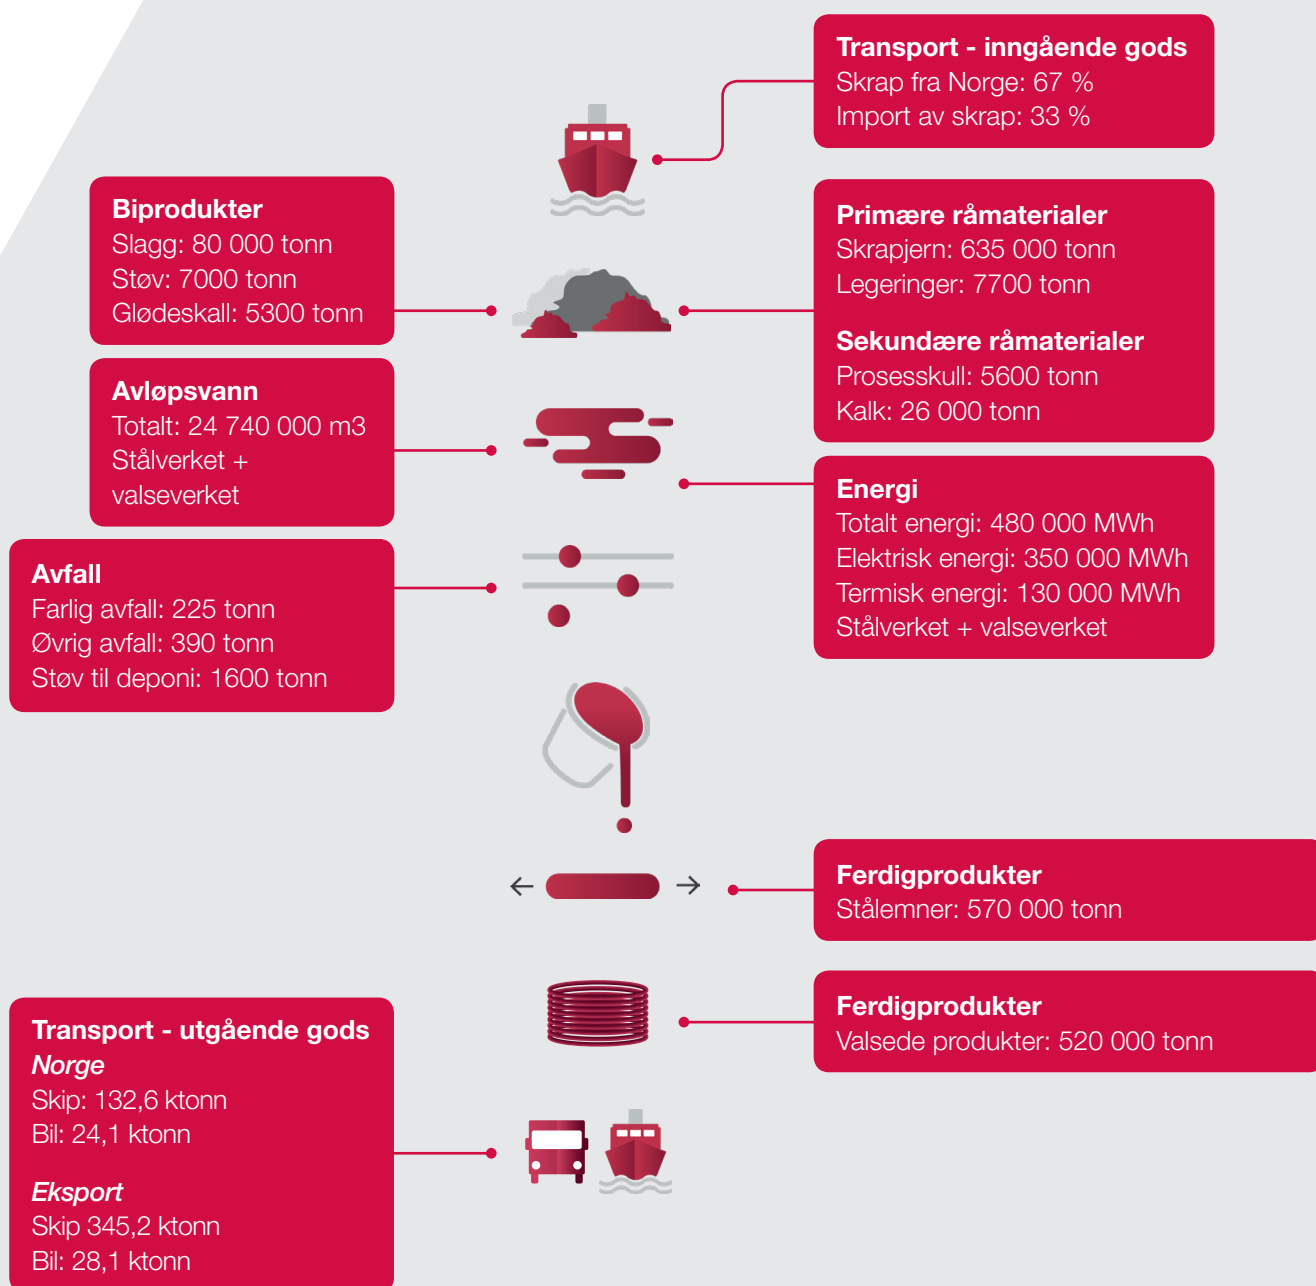 Transport - inngående gods
Skrap fra Norge: 67 %
Import av skrap: 33 %
Biprodukter
Slagg: 80 000 tonn
Støv: 7000 tonn
Glødeskall: 5300 tonn
Primære råmaterialer
Skrapjern: 635 000 tonn
Legeringer: 7700 tonn
Sekundære råmaterialer
Prosesskull: 5600 tonn
Kalk: 26 000 tonn
Avløpsvann
Totalt: 24 740 000 m3
Stålverket +
valseverket
Energi
Totalt energi: 480 000 MWh
Elektrisk energi: 350 000 MWh
Termisk energi: 130 000 MWh
Stålverket + valseverket
Avfall
Farlig avfall: 225 tonn
Øvrig avfall: 390 tonn
Støv til deponi: 1600 tonn
Ferdigprodukter
Stålemner: 570 000 tonn
Ferdigprodukter
Valsede produkter: 520 000 tonn
Transport - utgående gods
Norge
Skip: 132,6 ktonn
Bil: 24,1 ktonn
Eksport
Skip 345,2 ktonn
Bil: 28,1 ktonn